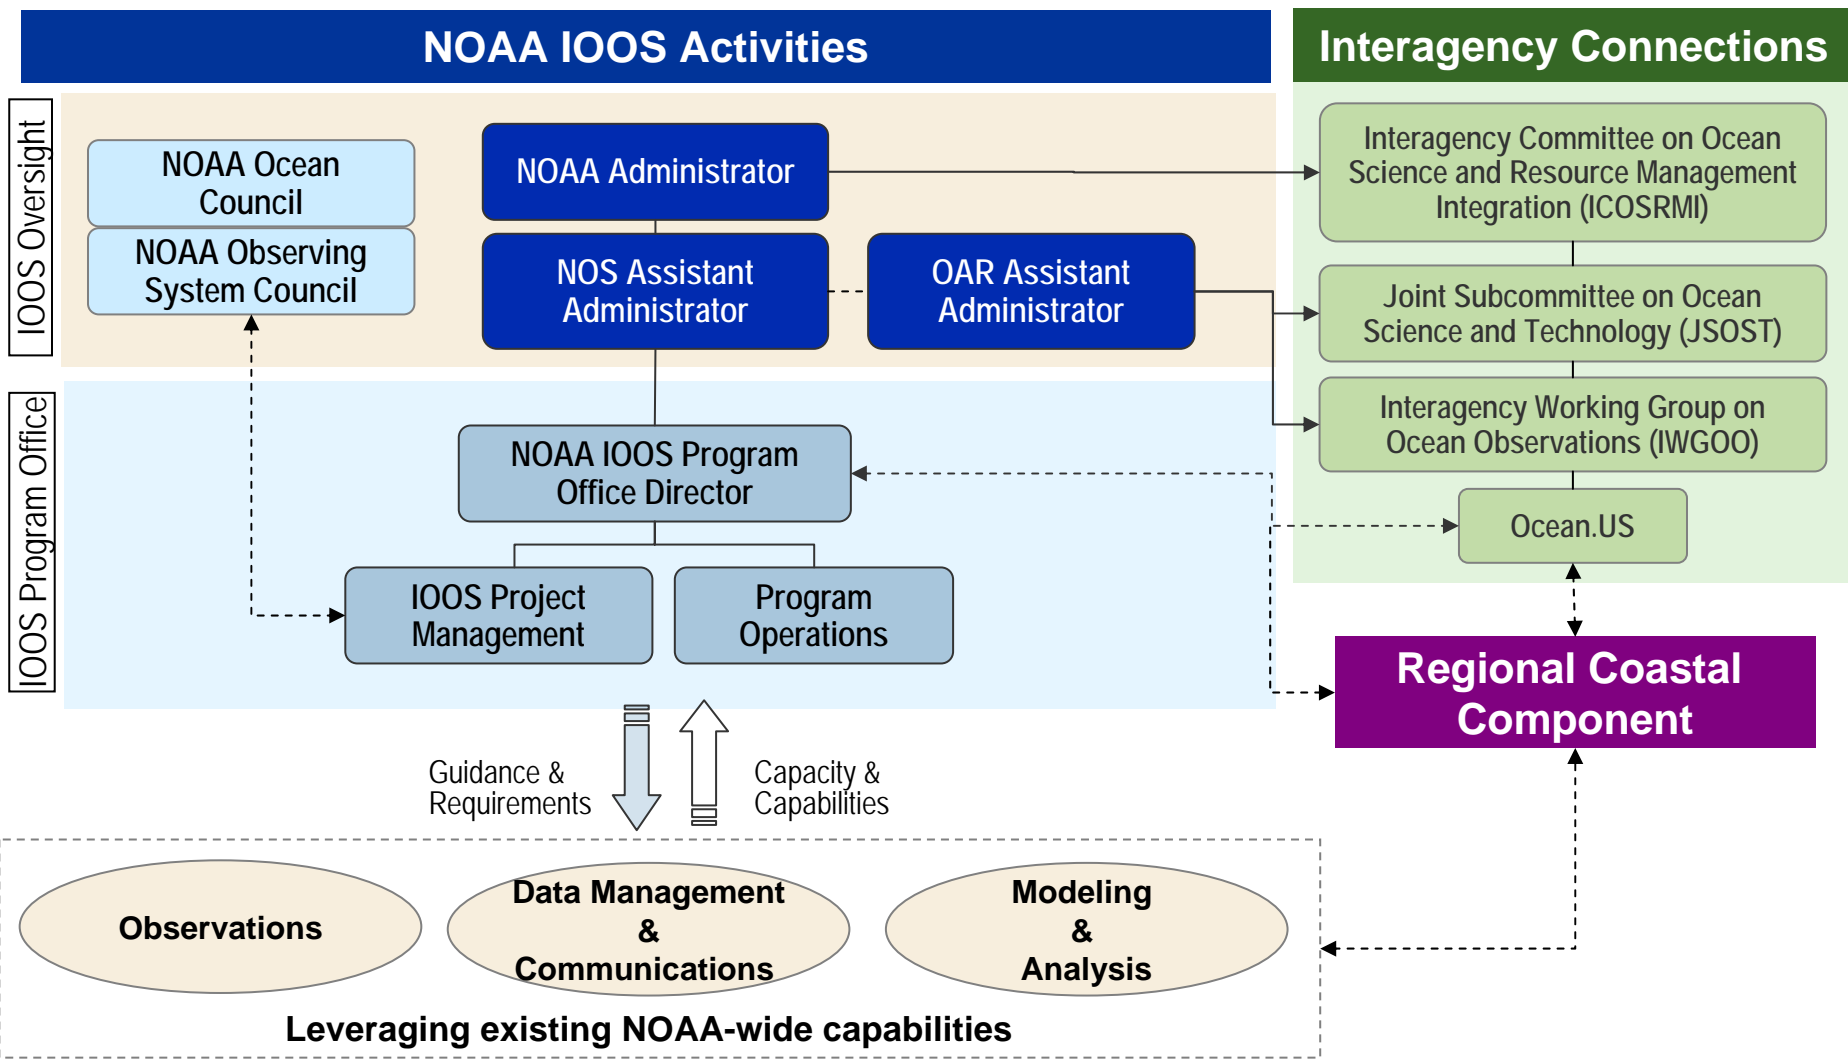 NOAA IOOS Activities
Interagency Connections
IOOS Oversight
NOAA Ocean
Council
NOAA Observing
System Council
NOAA Administrator
NOS Assistant
Administrator
OAR Assistant
Administrator
Interagency Committee on Ocean
Science and Resource Management
Integration (ICOSRMI)
Joint Subcommittee on Ocean
Science and Technology (JSOST)
Interagency Working Group on
Ocean Observations (IWGOO)
Ocean.US
IOOS Program Office
NOAA IOOS Program
Office Director
IOOS Project
Management
Program
Operations
Regional Coastal
Component
Guidance &
Requirements
Capacity &
Capabilities
Observations
Data Management
&
Communications
Modeling
&
Analysis
Leveraging existing NOAA-wide capabilities